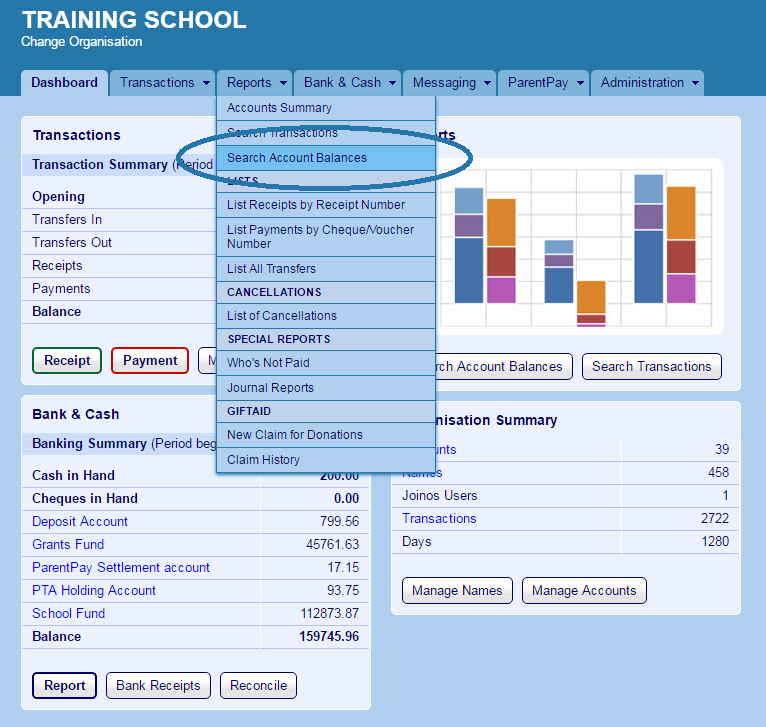 TRAINING SCHOOL
Change Organisation
Dashboard
Transactions
Reports
Bank & Cash
Messaging
ParentPay
Administration
Accounts Summary
Search Transactions
Search Account Balances
LISTS
List Receipts by Receipt Number
List Payments by Cheque/Voucher
Number
List All Transfers
CANCELLATIONS
List of Cancellations
SPECIAL REPORTS
Who's Not Paid
Journal Reports
GIFTAID
New Claim for Donations
Claim History
Transactions
Transaction Summary (Period
Opening
Transfers In
Transfers Out
Receipts
Payments
Balance
Receipt
Payment
rts
rch Account Balances
Search Transactions
Bank & Cash
Banking Summary (Period beg
Cash in Hand 200.00
Cheques in Hand 0.00
Deposit Account 799.56
Grants Fund 45761.63
ParentPay Settlement account 17.15
PTA Holding Account 93.75
School Fund 112873.87
Balance 159745.96
Report
Bank Receipts
Reconcile
nisation Summary
unts 39
Names 458
Joinos Users 1
Transactions 2722
Days 1280
Manage Names
Manage Accounts